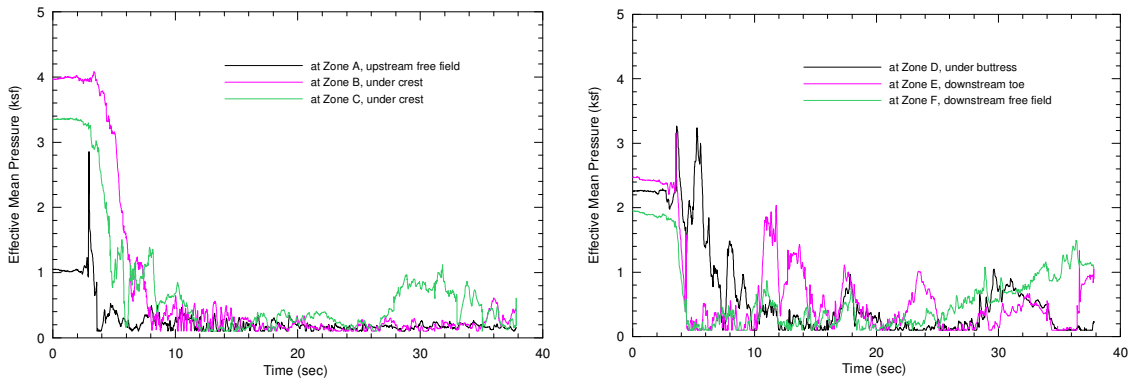 5
4
3
2
1
0
Effective Mean Pressure (ksf)
at Zone A, upstream free field
at Zone B, under crest
at Zone C, under crest
0 10 20 30 40
Time (sec)
5
4
3
2
1
0
Effective Mean Pressure (ksf)
at Zone D, under buttress
at Zone E, downstream toe
at Zone F, downstream free field
0 10 20 30 40
Time (sec)